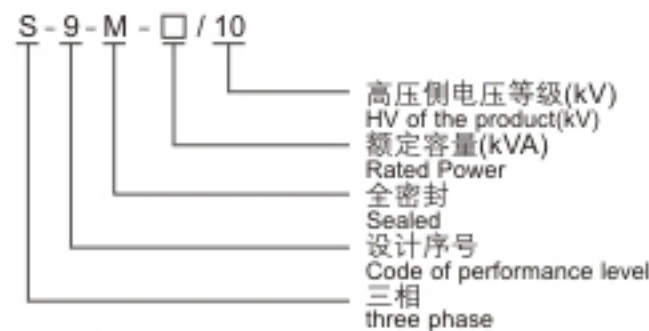 S-9-M-□/10
高压侧电压等级(kV)
HV of the product(kV)
额定容量(kVA)
Rated Power
全密封
Sealed
设计序号
Code of performance level
三相
three phase